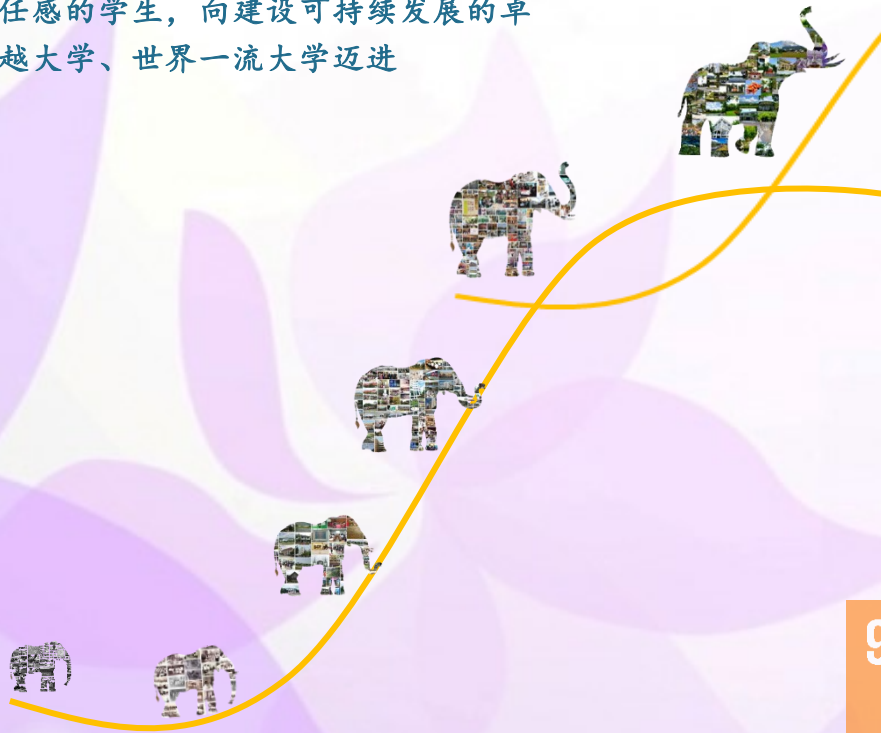 任感的学生，向建设可持续发展的卓
越大学、世界一流大学迈进
9